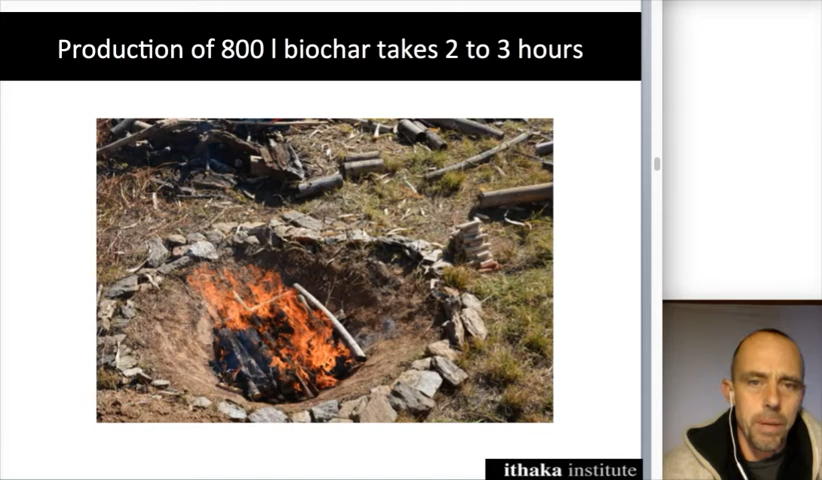 Production of 800 l biochar takes 2 to 3 hours
ithaka institute